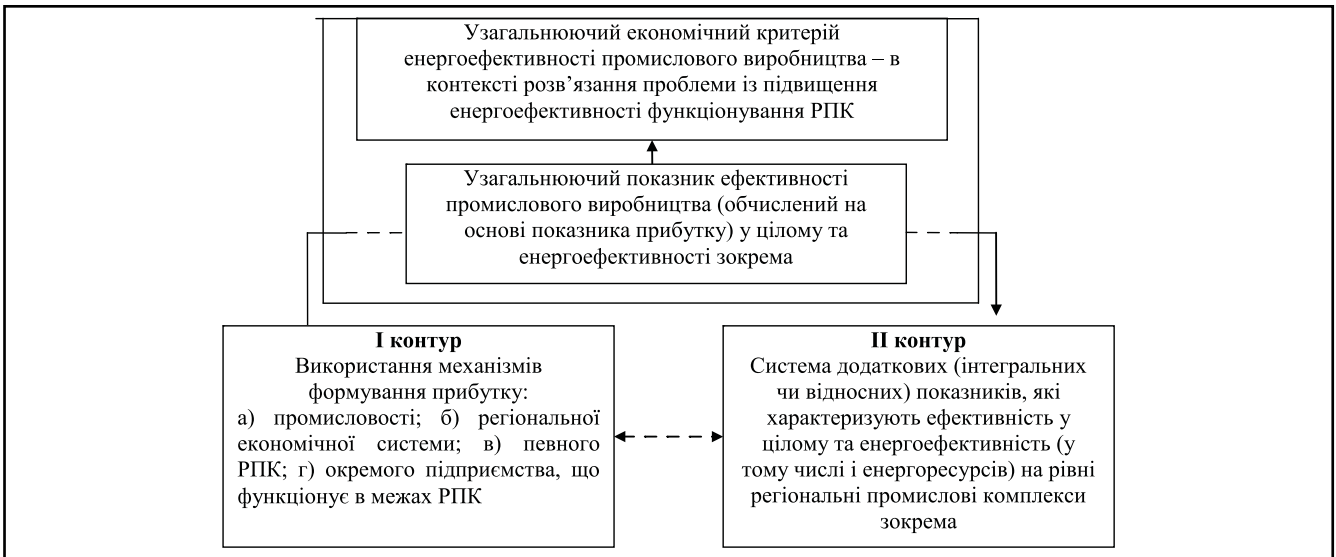 Узагальнюючий економічний критерій
енергоефективності промислового виробництва – в
контексті розв’язання проблеми із підвищення
енергоефективності функціонування РПК
Узагальнюючий показник ефективності
промислового виробництва (обчислений на
основі показника прибутку) у цілому та
енергоефективності зокрема
І контур
Використання механізмів
формування прибутку:
а) промисловості; б) регіональної
економічної системи; в) певного
РПК; г) окремого підприємства, що
функціонує в межах РПК
ІІ контур
Система додаткових (інтегральних
чи відносних) показників, які
характеризують ефективність у
цілому та енергоефективність (у
тому числі і енергоресурсів) на рівні
регіональні промислові комплекси
зокрема